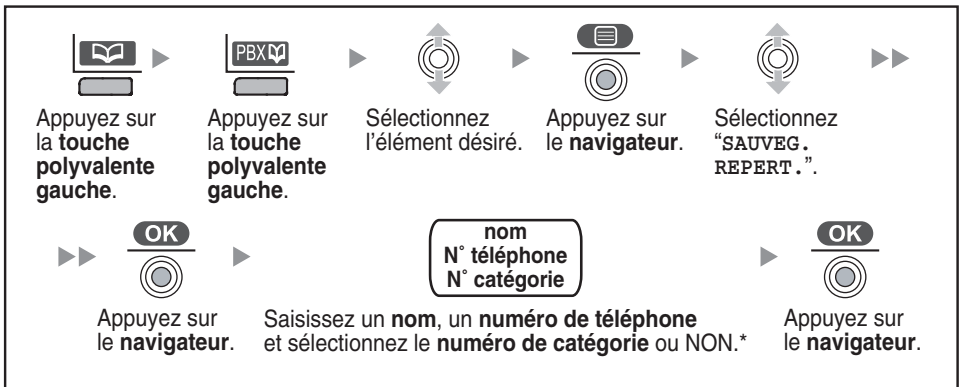 PBX
Appuyez sur
la touche
polyvalente
gauche.
Appuyez sur
la touche
polyvalente
gauche.
Sélectionnez
l'élément désiré.
Appuyez sur
le navigateur.
Sélectionnez
“SAUVEG.
REPERT.”.
OK
Appuyez sur
le navigateur.
nom
N° téléphone
N° catégorie
Saisissez un nom, un numéro de téléphone
et sélectionnez le numéro de catégorie ou NON.*
OK
Appuyez sur
le navigateur.